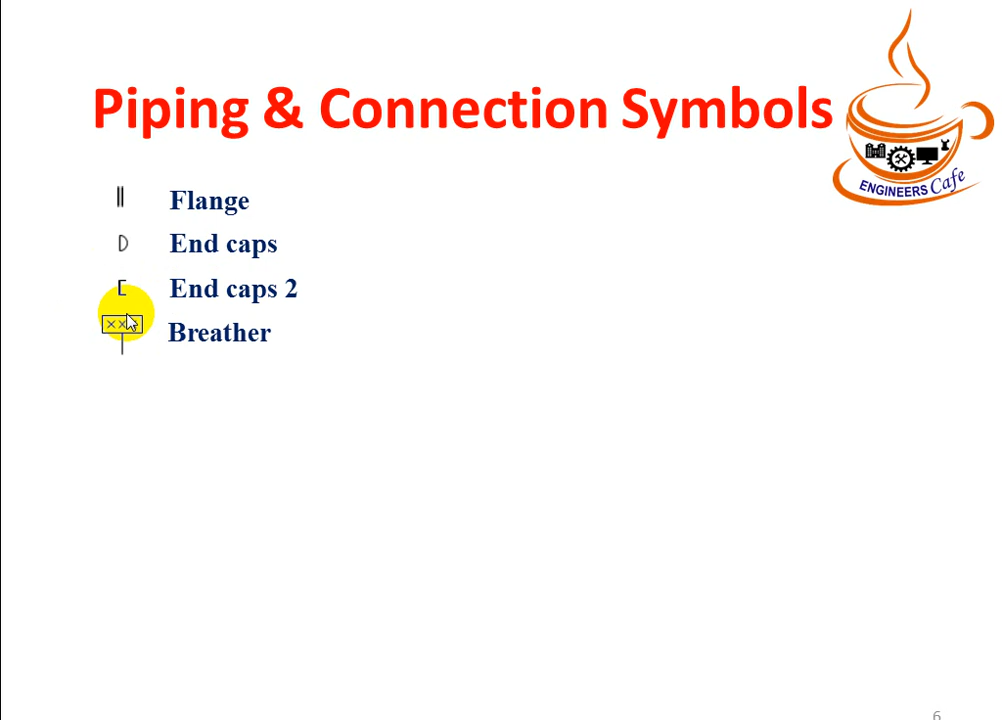 Piping & Connection Symbols
ENGINEERS Cafe
Flange
End caps
End caps 2
Breather
6